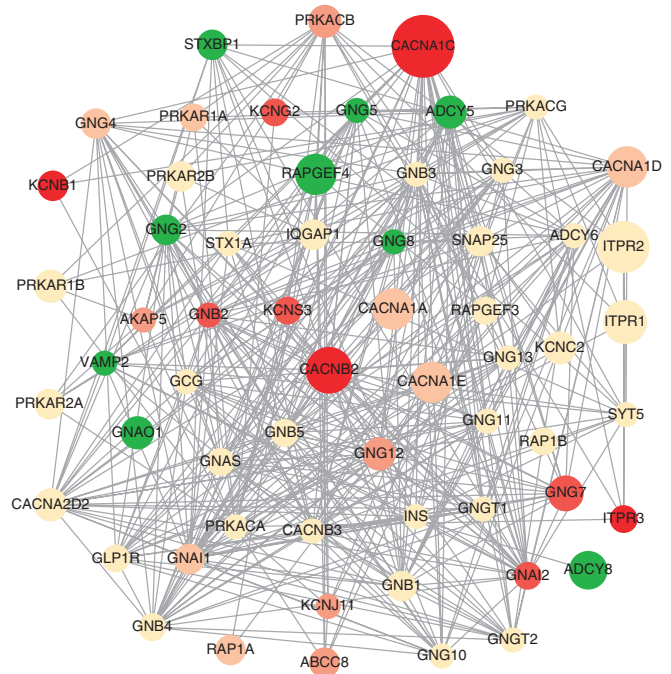 PRKACB
STXBP1
CACNA1C
PRKACG
GNG4
PRKAR1A
KCNG2
GNG5
ADCY5
CACNA1D
KCNB1
PRKAR2B
RAPGEF4
GNB3
GNG3
GNG2
STX1A
IQGAP1
GNG8
SNAP25
ADCY6
ITPR2
PRKAR1B
AKAP5
GNB2
KCNS3
CACNA1A
RAPGEF3
ITPR1
VAMP2
GCG
CACNB2
CACNA1E
GNG13
KCNC2
PRKAR2A
GNAO1
GNB5
GNG11
SYT5
GNAS
GNG12
RAP1B
CACNA2D2
PRKACA
CACNB3
INS
GNGT1
GNG7
ITPR3
GLP1R
GNAI1
GNB1
GNAI2
ADCY8
GNB4
KCNJ11
RAP1A
ABCC8
GNG10
GNGT2